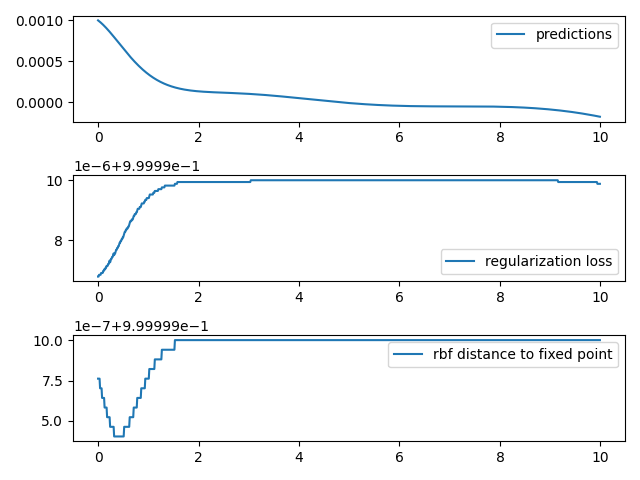 0.0010
0.0005
0.0000
predictions
0 2 4 6 8 10
1e−6+9.9999e−1
10
8
regularization loss
0 2 4 6 8 10
1e−7+9.99999e−1
10.0
7.5
5.0
rbf distance to fixed point
0 2 4 6 8 10